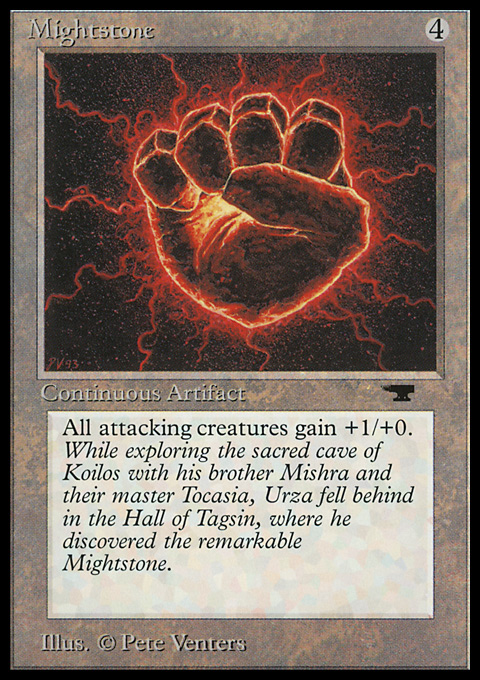 Mightstone 4
PV93
Continuous Artifact
All attacking creatures gain +1/+0.
While exploring the sacred cave of
Koilos with his brother Mishra and
their master Tocasia, Urza fell behind
in the Hall of Tagsin, where he
discovered the remarkable
Mightstone.
Illus. © Pete Venters